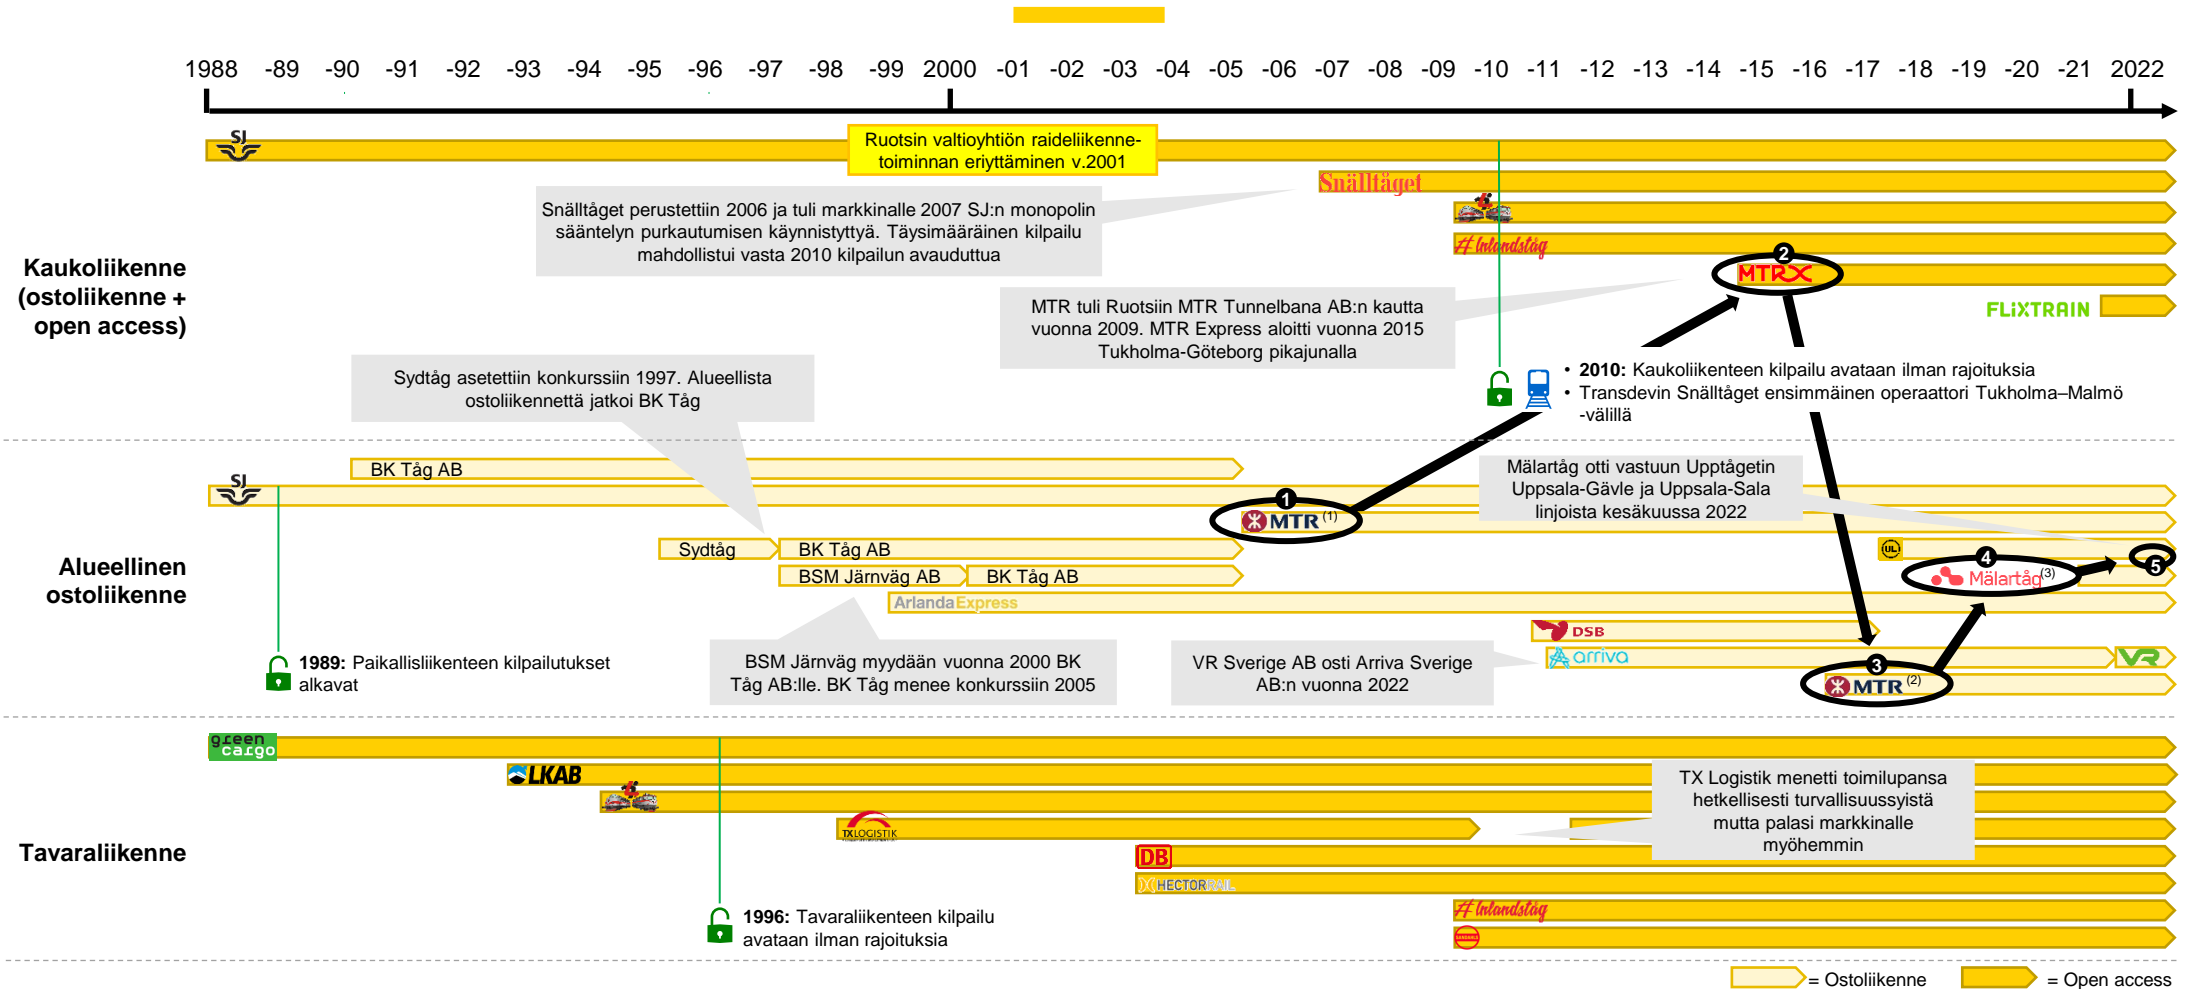 1988 -89 -90 -91 -92 -93 -94 -95 -96 -97 -98 -99 2000 -01 -02 -03 -04 -05 -06 -07 -08 -09 -10 -11 -12 -13 -14 -15 -16 -17 -18 -19 -20 -21 2022
SJ
Ruotsin valtioyhtiön raideliikenne-
toiminnan eriyttäminen v.2001
Snälltåget
Snälltåget perustettiin 2006 ja tuli markkinalle 2007 SJ:n monopolin
sääntelyn purkautumisen käynnistyttyä. Täysimääräinen kilpailu
mahdollistui vasta 2010 kilpailun avauduttua
# Inlandståg
Kaukoliikenne
(ostoliikenne +
open access)
2
MTRX
MTR tuli Ruotsiin MTR Tunnelbana AB:n kautta
vuonna 2009. MTR Express aloitti vuonna 2015
Tukholma-Göteborg pikajunalla
FLiXTRAIN
• 2010: Kaukoliikenteen kilpailu avataan ilman rajoituksia
• Transdevin Snälltåget ensimmäinen operaattori Tukholma–Malmö
-välillä
Sydtåg asetettiin konkurssiin 1997. Alueellista
ostoliikennettä jatkoi BK Tåg
BK Tåg AB
SJ
Mälartåg otti vastuun Upptågetin
Uppsala-Gävle ja Uppsala-Sala
linjoista kesäkuussa 2022
1
MTR (1)
Sydtåg
BK Tåg AB
UL
Alueellinen
ostoliikenne
BSM Järnväg AB
BK Tåg AB
4
Mälartåg (3)
5
Arlanda Express
DSB
1989: Paikallisliikenteen kilpailutukset
alkavat
BSM Järnväg myydään vuonna 2000 BK
Tåg AB:lle. BK Tåg menee konkurssiin 2005
VR Sverige AB osti Arriva Sverige
AB:n vuonna 2022
arriva
VR
3
MTR (2)
green
cargo
LKAB
TX Logistik menetti toimilupansa
hetkellisesti turvallisuussyistä
mutta palasi markkinalle
myöhemmin
TXLOGISTIK
Tavaraliikenne
DB
HECTORRAIL
1996: Tavaraliikenteen kilpailu
avataan ilman rajoituksia
# Inlandståg
= Ostoliikenne
= Open access